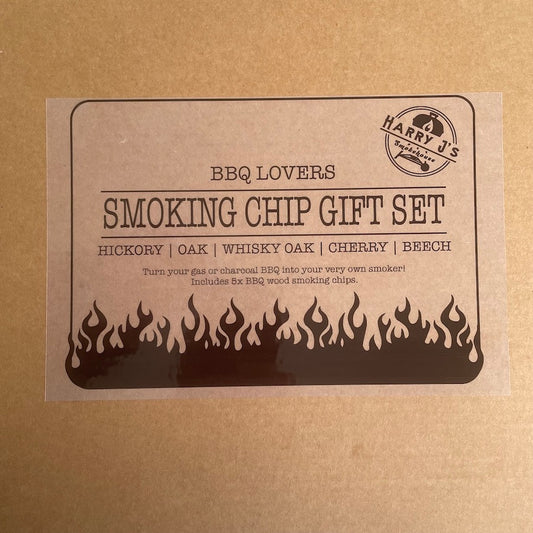 HARRY J'S
Smokehouse
BBQ LOVERS
SMOKING CHIP GIFT SET
HICKORY | OAK | WHISKY OAK | CHERRY | BEECH
Turn your gas or charcoal BBQ into your very own smoker!
Includes 5x BBQ wood smoking chips.